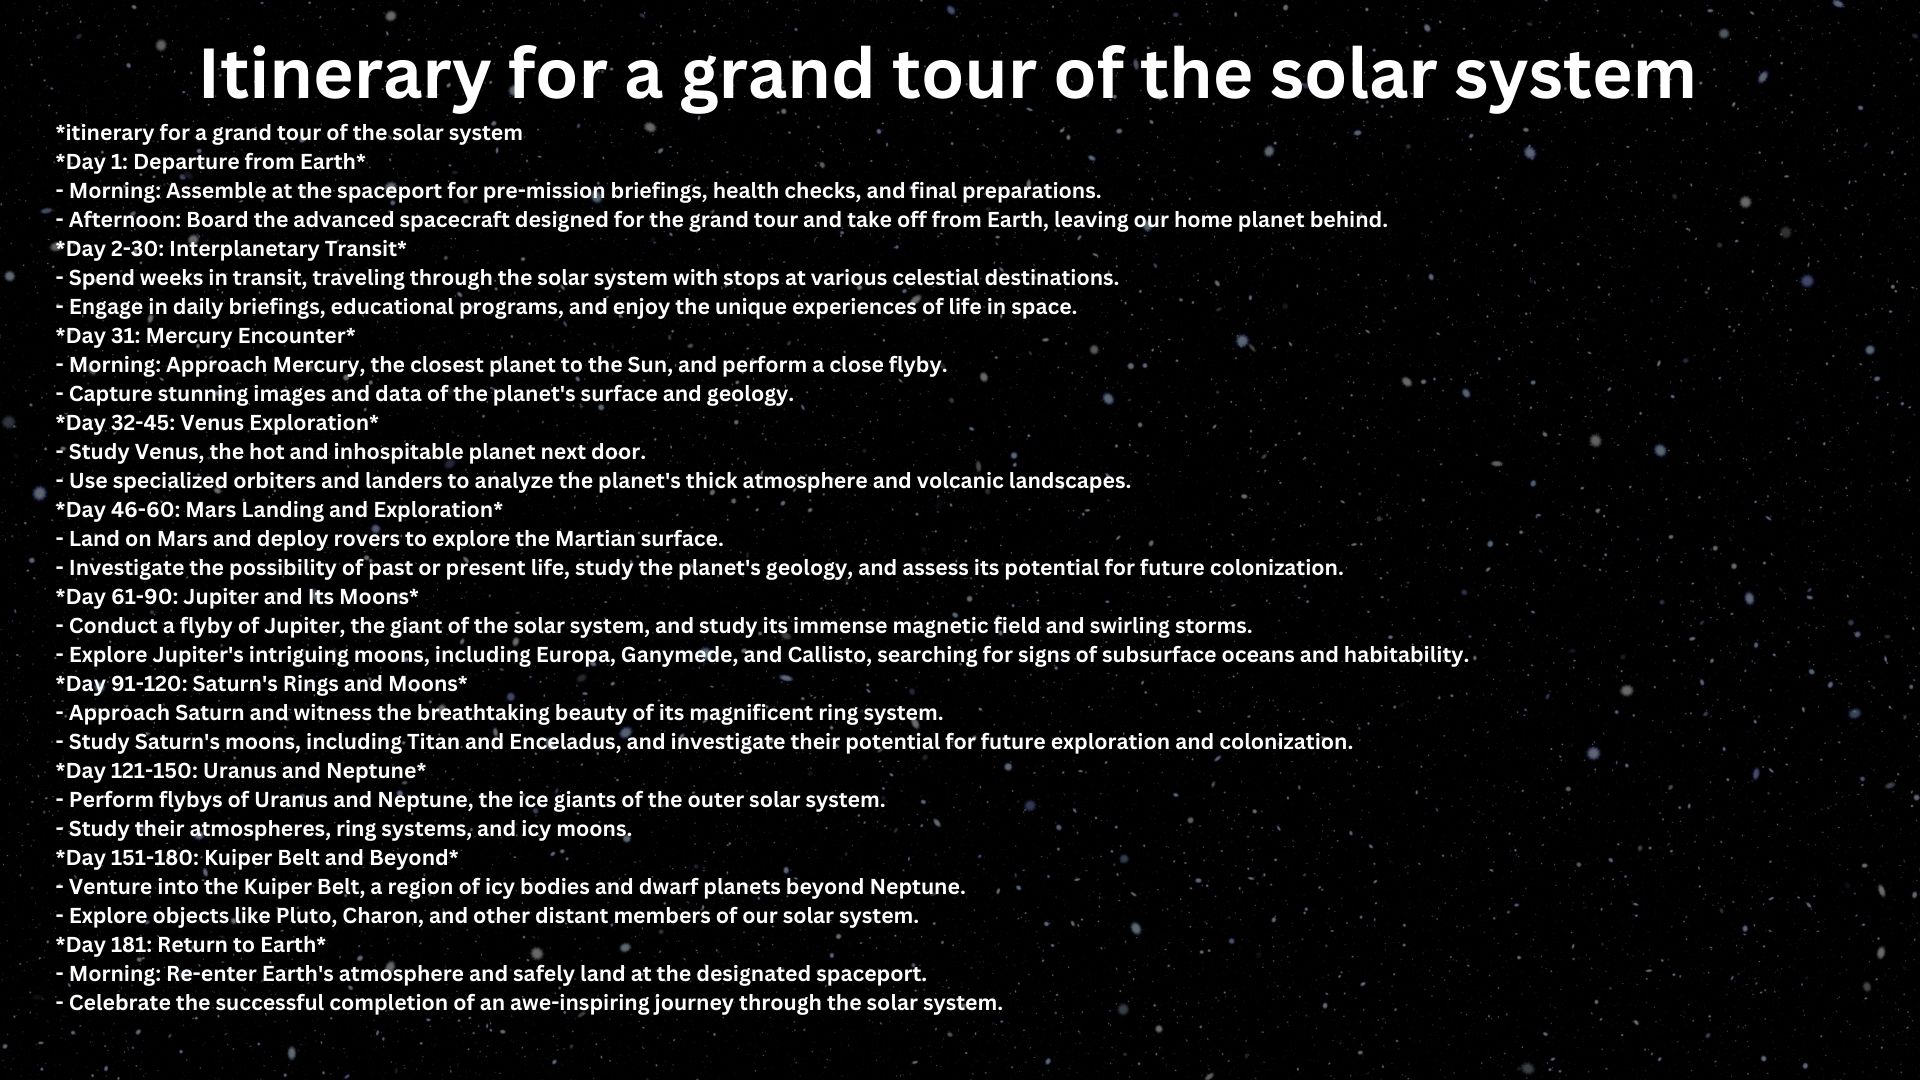 Itinerary for a grand tour of the solar system
*itinerary for a grand tour of the solar system
*Day 1: Departure from Earth*
- Morning: Assemble at the spaceport for pre-mission briefings, health checks, and final preparations.
- Afternoon: Board the advanced spacecraft designed for the grand tour and take off from Earth, leaving our home planet behind.
*Day 2-30: Interplanetary Transit*
- Spend weeks in transit, traveling through the solar system with stops at various celestial destinations.
- Engage in daily briefings, educational programs, and enjoy the unique experiences of life in space.
*Day 31: Mercury Encounter*
- Morning: Approach Mercury, the closest planet to the Sun, and perform a close flyby.
- Capture stunning images and data of the planet's surface and geology.
*Day 32-45: Venus Exploration*
- Study Venus, the hot and inhospitable planet next door.
- Use specialized orbiters and landers to analyze the planet's thick atmosphere and volcanic landscapes.
*Day 46-60: Mars Landing and Exploration*
- Land on Mars and deploy rovers to explore the Martian surface.
- Investigate the possibility of past or present life, study the planet's geology, and assess its potential for future colonization.
*Day 61-90: Jupiter and Its Moons*
- Conduct a flyby of Jupiter, the giant of the solar system, and study its immense magnetic field and swirling storms.
- Explore Jupiter's intriguing moons, including Europa, Ganymede, and Callisto, searching for signs of subsurface oceans and habitability.
*Day 91-120: Saturn's Rings and Moons*
- Approach Saturn and witness the breathtaking beauty of its magnificent ring system.
- Study Saturn's moons, including Titan and Enceladus, and investigate their potential for future exploration and colonization.
*Day 121-150: Uranus and Neptune*
- Perform flybys of Uranus and Neptune, the ice giants of the outer solar system.
- Study their atmospheres, ring systems, and icy moons.
*Day 151-180: Kuiper Belt and Beyond*
- Venture into the Kuiper Belt, a region of icy bodies and dwarf planets beyond Neptune.
- Explore objects like Pluto, Charon, and other distant members of our solar system.
*Day 181: Return to Earth*
- Morning: Re-enter Earth's atmosphere and safely land at the designated spaceport.
- Celebrate the successful completion of an awe-inspiring journey through the solar system.